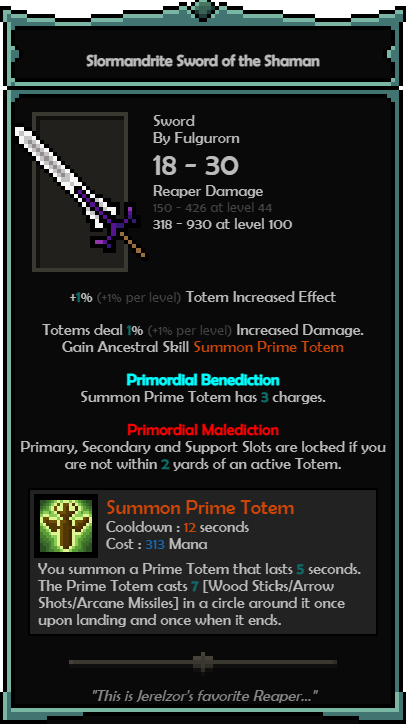 Slormandrite Sword of the Shaman
Sword
By Fulgurorn
18 - 30
Reaper Damage
150 - 426 at level 44
318 - 930 at level 100
+1% (+1% per level) Totem Increased Effect
Totems deal 1% (+1% per level) Increased Damage.
Gain Ancestral Skill Summon Prime Totem
Primordial Benediction
Summon Prime Totem has 3 charges.
Primordial Malediction
Primary, Secondary and Support Slots are locked if you
are not within 2 yards of an active Totem.
Summon Prime Totem
Cooldown : 12 seconds
Cost : 313 Mana
You summon a Prime Totem that lasts 5 seconds.
The Prime Totem casts 7 [Wood Sticks/Arrow
Shots/Arcane Missiles] in a circle around it once
upon landing and once when it ends.
"This is Jerelzor's favorite Reaper..."